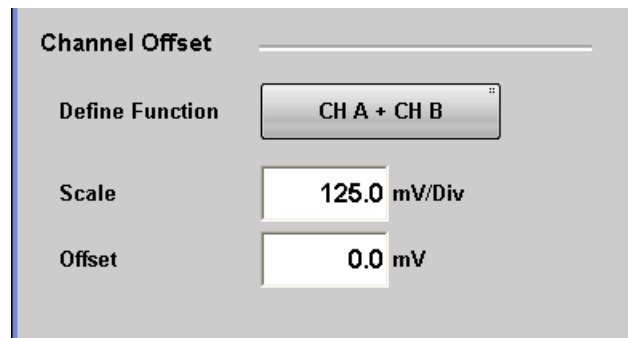 Channel Offset
Define Function CH A + CH B
Scale 125.0 mV/Div
Offset 0.0 mV